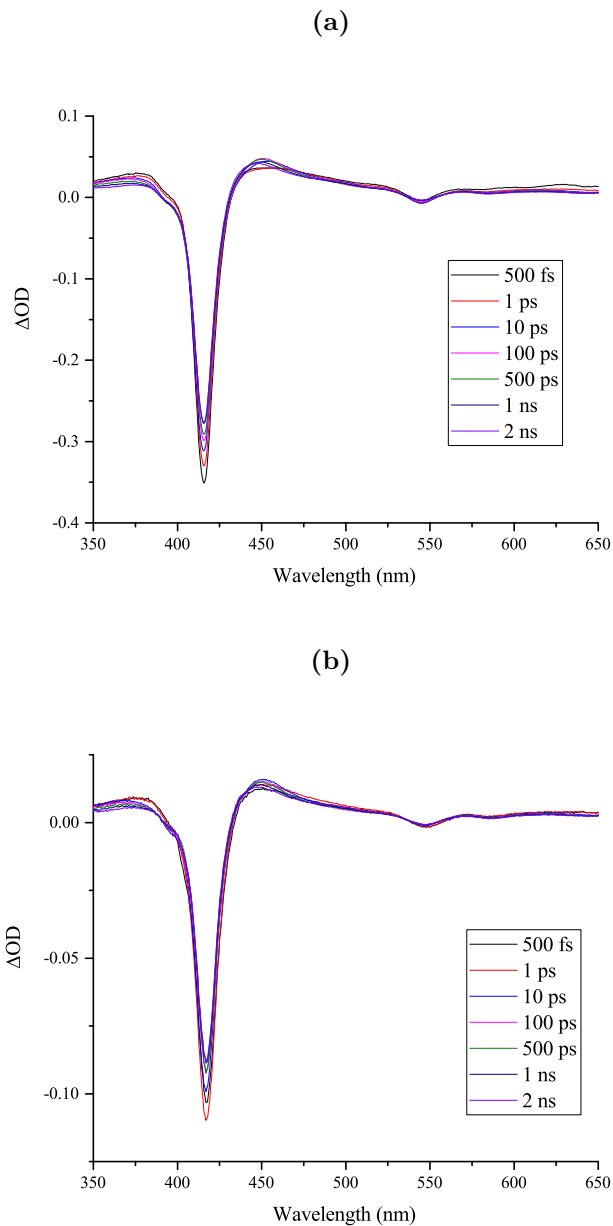 (a)
0.1
0.0
-0.1
-0.2
-0.3
-0.4
ΔOD
500 fs
1 ps
10 ps
100 ps
500 ps
1 ns
2 ns
350 400 450 500 550 600 650
Wavelength (nm)
(b)
0.00
-0.05
-0.10
ΔOD
500 fs
1 ps
10 ps
100 ps
500 ps
1 ns
2 ns
350 400 450 500 550 600 650
Wavelength (nm)